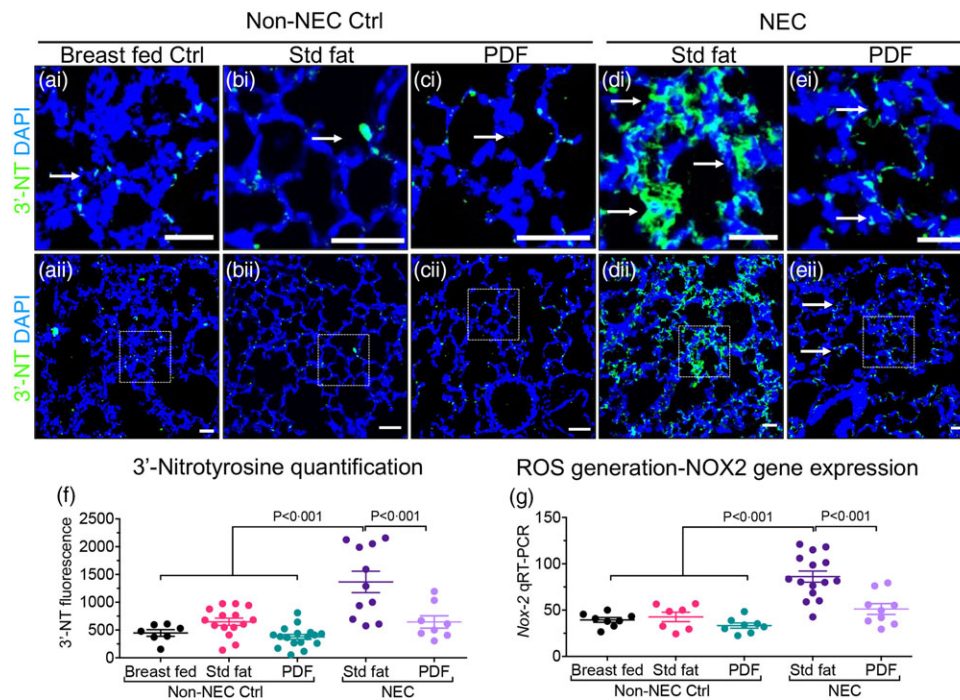 Non-NEC Ctrl NEC
Breast fed Ctrl Std fat PDF Std fat PDF
3'-NT DAPI (ai) (bi) (ci) (di) (ei)
3'-NT DAPI (aii) (bii) (cii) (dii) (eii)
3'-Nitrotyrosine quantification
(f)
P<0·001 P<0·001
3'-NT fluorescence
2500
2000
1500
1000
500
0
Breast fed Std fat PDF Std fat PDF
Non-NEC Ctrl NEC
ROS generation-NOX2 gene expression
(g)
P<0·001 P<0·001
Nox-2 qRT-PCR
150
100
50
0
Breast fed Std fat PDF Std fat PDF
Non-NEC Ctrl NEC